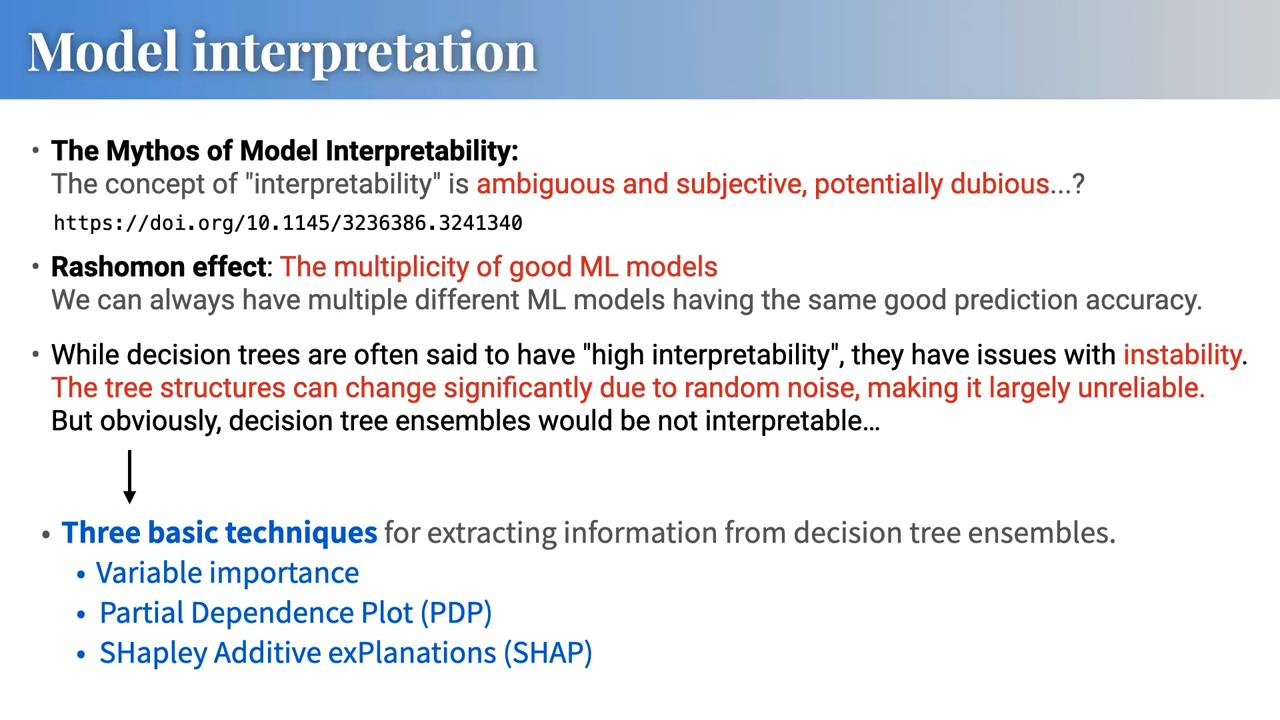 Model interpretation
• The Mythos of Model Interpretability:
The concept of "interpretability" is ambiguous and subjective, potentially dubious...?
https://doi.org/10.1145/3236386.3241340
• Rashomon effect: The multiplicity of good ML models
We can always have multiple different ML models having the same good prediction accuracy.
• While decision trees are often said to have "high interpretability", they have issues with instability.
The tree structures can change significantly due to random noise, making it largely unreliable.
But obviously, decision tree ensembles would be not interpretable…
• Three basic techniques for extracting information from decision tree ensembles.
• Variable importance
• Partial Dependence Plot (PDP)
• SHapley Additive exPlanations (SHAP)